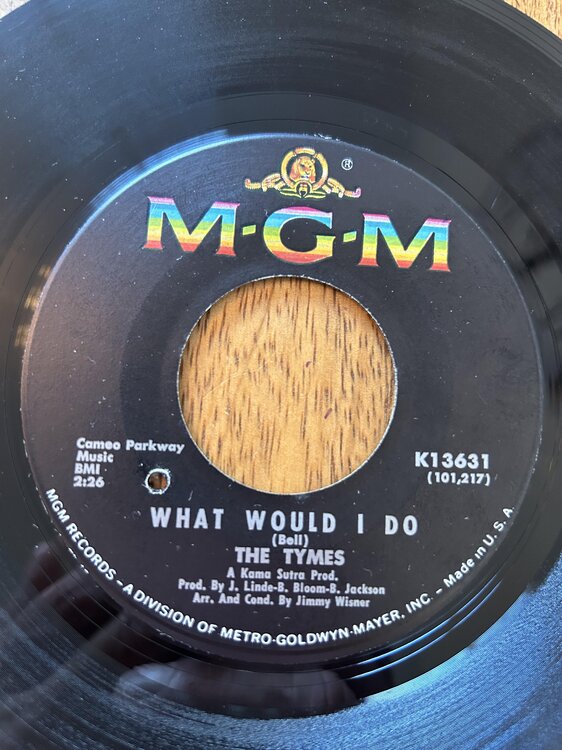 ®
M·G·M
Cameo Parkway
Music
BMI
2:26
K13631
(101,217)
WHAT WOULD I DO
(Bell)
THE TYMES
A Kama Sutra Prod.
Prod. By J. Linde-B. Bloom-B. Jackson
Arr. And Cond. By Jimmy Wisner
MGM RECORDS – A DIVISION OF METRO-GOLDWYN-MAYER, INC. – Made in U.S.A.